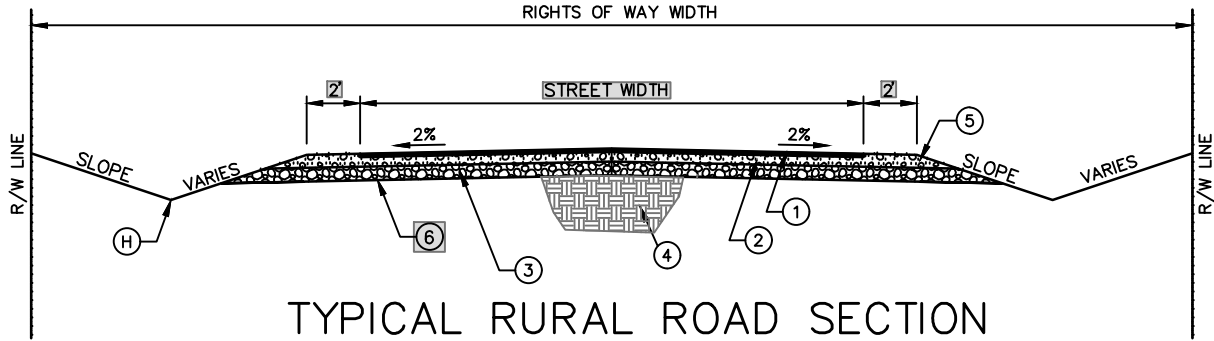 RIGHTS OF WAY WIDTH
2' STREET WIDTH 2'
2% 2%
R/W LINE
SLOPE
VARIES
5
SLOPE
VARIES
R/W LINE
H
6
3
4
2
1
TYPICAL RURAL ROAD SECTION